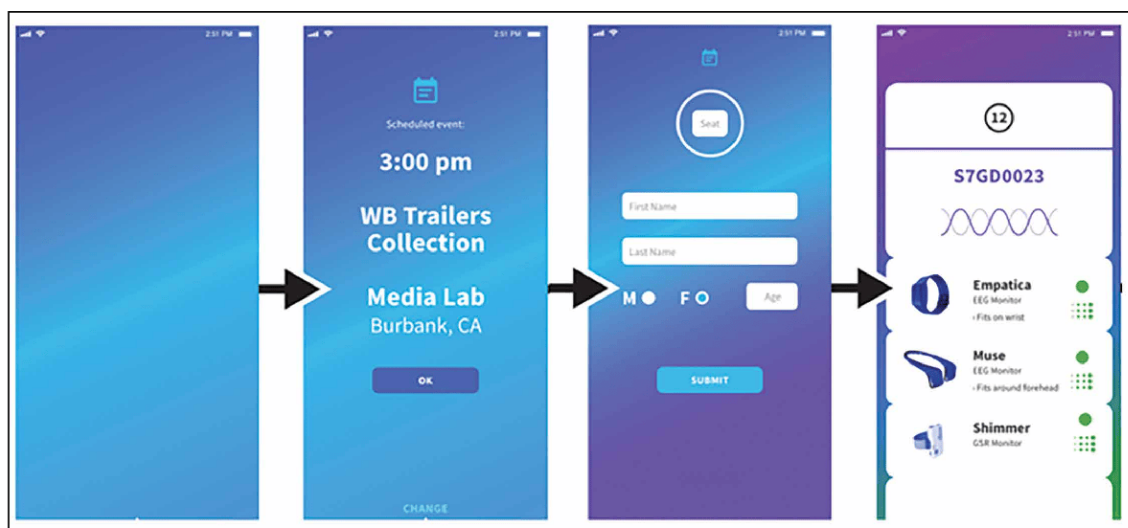 2:51 PM
2:51 PM
Scheduled event:
3:00 pm
WB Trailers
Collection
Media Lab
Burbank, CA
OK
CHANGE
2:51 PM
Seat
First Name
Last Name
M
F
Age
SUBMIT
2:51 PM
12
S7GD0023
Empatica
EEG Monitor
• Fits on wrist
Muse
EEG Monitor
• Fits around forehead
Shimmer
GSR Monitor